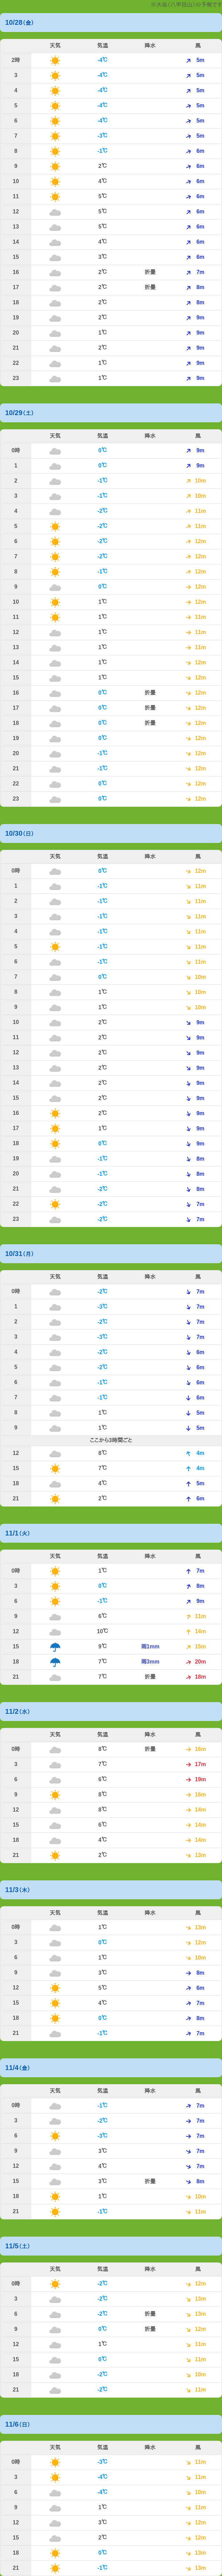 ※大岳(八甲田山)の予報です
10/28(金)
天気 気温 降水 風
2時 -4℃ 5m
3 -4℃ 5m
4 -4℃ 5m
5 -4℃ 5m
6 -4℃ 5m
7 -3℃ 5m
8 -1℃ 6m
9 2℃ 6m
10 4℃ 6m
11 5℃ 6m
12 5℃ 6m
13 5℃ 6m
14 4℃ 6m
15 3℃ 6m
16 2℃ 折畳 7m
17 2℃ 折畳 8m
18 2℃ 8m
19 2℃ 9m
20 1℃ 9m
21 2℃ 9m
22 1℃ 9m
23 1℃ 9m
10/29(土)
天気 気温 降水 風
0時 0℃ 9m
1 0℃ 9m
2 -1℃ 10m
3 -1℃ 10m
4 -2℃ 11m
5 -2℃ 11m
6 -2℃ 12m
7 -2℃ 12m
8 -1℃ 12m
9 0℃ 12m
10 1℃ 12m
11 1℃ 11m
12 1℃ 11m
13 1℃ 11m
14 1℃ 12m
15 1℃ 12m
16 0℃ 折畳 12m
17 0℃ 折畳 12m
18 0℃ 折畳 12m
19 0℃ 12m
20 -1℃ 12m
21 -1℃ 12m
22 0℃ 12m
23 0℃ 12m
10/30(日)
天気 気温 降水 風
0時 0℃ 12m
1 -1℃ 11m
2 -1℃ 11m
3 -1℃ 11m
4 -1℃ 11m
5 -1℃ 11m
6 -1℃ 11m
7 0℃ 10m
8 1℃ 10m
9 1℃ 10m
10 2℃ 9m
11 2℃ 9m
12 2℃ 9m
13 2℃ 9m
14 2℃ 9m
15 2℃ 9m
16 2℃ 9m
17 1℃ 9m
18 0℃ 9m
19 -1℃ 8m
20 -1℃ 8m
21 -2℃ 8m
22 -2℃ 7m
23 -2℃ 7m
10/31(月)
天気 気温 降水 風
0時 -2℃ 7m
1 -3℃ 7m
2 -2℃ 7m
3 -3℃ 7m
4 -2℃ 6m
5 -2℃ 6m
6 -1℃ 6m
7 -1℃ 6m
8 1℃ 5m
9 1℃ 5m
ここから3時間ごと
12 8℃ 4m
15 7℃ 4m
18 4℃ 5m
21 2℃ 6m
11/1(火)
天気 気温 降水 風
0時 1℃ 7m
3 0℃ 8m
6 -1℃ 9m
9 6℃ 11m
12 10℃ 14m
15 9℃ 雨1mm 15m
18 7℃ 雨3mm 20m
21 7℃ 折畳 18m
11/2(水)
天気 気温 降水 風
0時 8℃ 折畳 16m
3 7℃ 17m
6 6℃ 19m
9 8℃ 16m
12 8℃ 14m
15 6℃ 14m
18 4℃ 14m
21 2℃ 13m
11/3(木)
天気 気温 降水 風
0時 1℃ 13m
3 0℃ 12m
6 1℃ 10m
9 3℃ 8m
12 5℃ 6m
15 4℃ 7m
18 0℃ 8m
21 -1℃ 7m
11/4(金)
天気 気温 降水 風
0時 -1℃ 7m
3 -2℃ 7m
6 -3℃ 7m
9 3℃ 7m
12 4℃ 7m
15 3℃ 折畳 8m
18 1℃ 10m
21 -1℃ 11m
11/5(土)
天気 気温 降水 風
0時 -2℃ 12m
3 -2℃ 13m
6 -2℃ 折畳 13m
9 0℃ 折畳 12m
12 1℃ 11m
15 0℃ 11m
18 -2℃ 10m
21 -2℃ 11m
11/6(日)
天気 気温 降水 風
0時 -3℃ 11m
3 -4℃ 11m
6 -4℃ 10m
9 1℃ 11m
12 3℃ 12m
15 2℃ 12m
18 0℃ 13m
21 -1℃ 13m